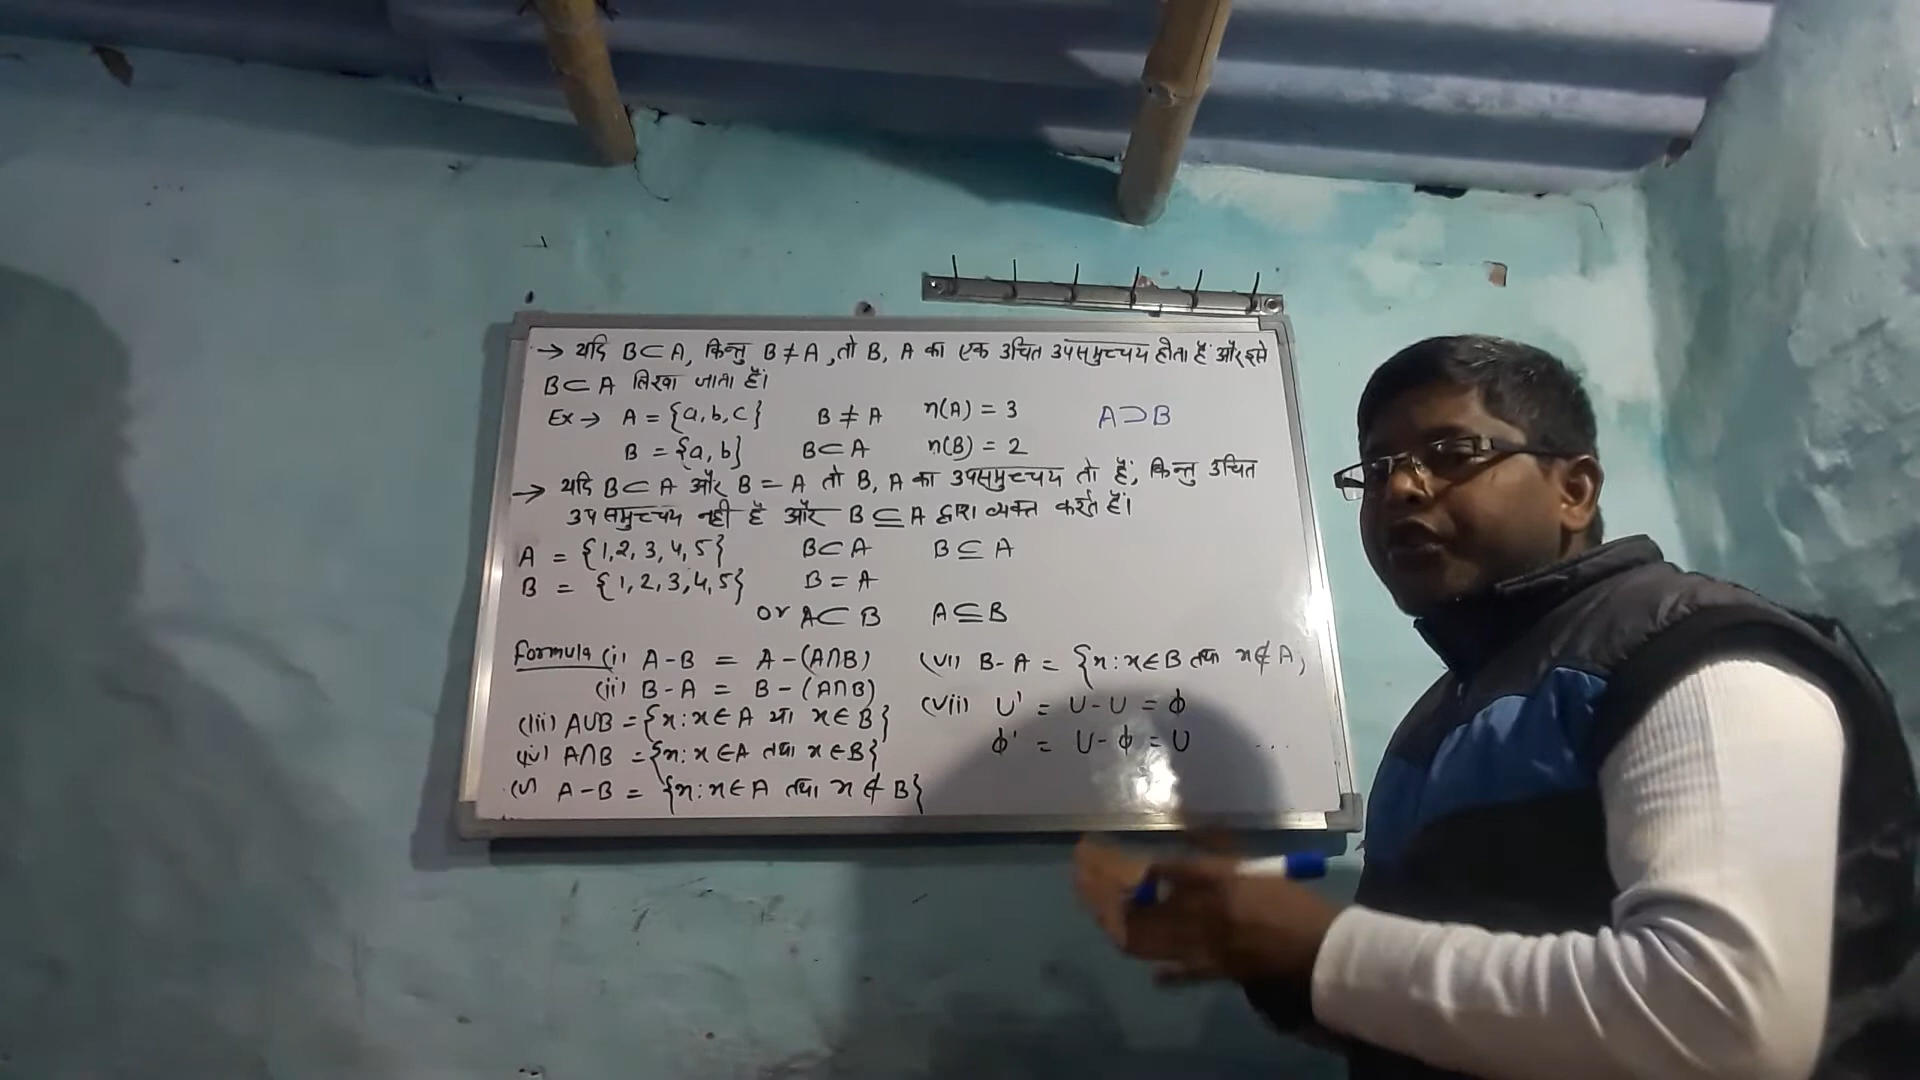 → यदि B⊂A, किन्तु B≠A, तो B, A का एक उचित उपसमुच्चय होता है और इसे
B⊂A लिखा जाता है।
Ex→ A = {a,b,c} B≠A n(A) = 3 A⊃B
B = {a,b} B⊂A n(B) = 2
→ यदि B⊂A और B=A तो B, A का उपसमुच्चय तो है, किन्तु उचित
उपसमुच्चय नही है और B⊆A द्वारा व्यक्त करते हैं।
A = {1,2,3,4,5} B⊂A B⊆A
B = {1,2,3,4,5} B=A
or A⊂B A⊆B
Formula (i) A-B = A-(A∩B) (vi) B-A = {x:x∈B तथा x∉A}
(ii) B-A = B-(A∩B)
(iii) A∪B = {x:x∈A या x∈B} (vii) U' = U-U = ϕ
(iv) A∩B = {x:x∈A तथा x∈B} ϕ' = U-ϕ = U ...
(v) A-B = {x:x∈A तथा x∉B}